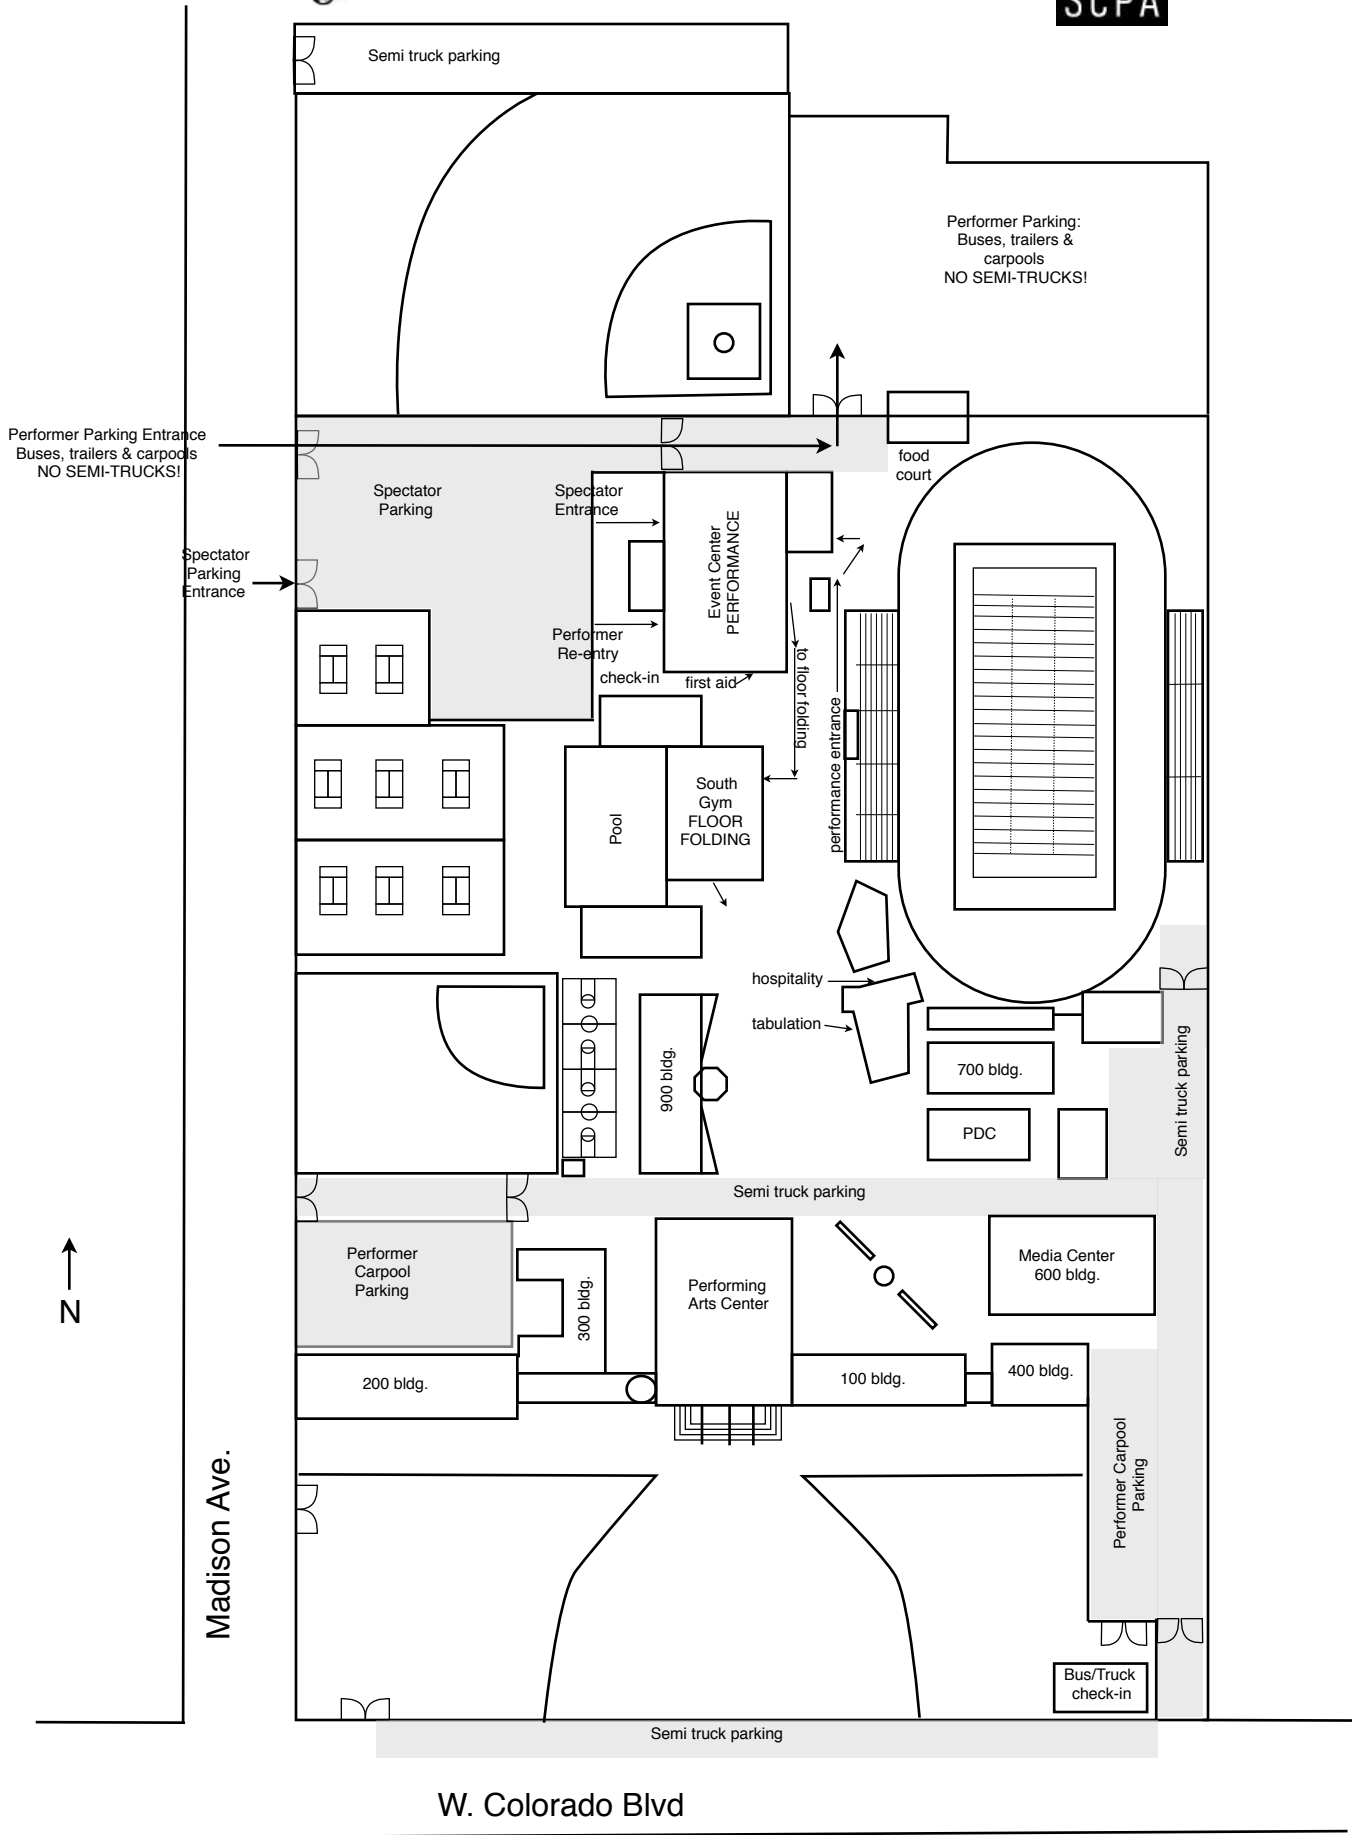 SCPA
Semi truck parking
Performer Parking:
Buses, trailers &
carpools
NO SEMI-TRUCKS!
Performer Parking Entrance
Buses, trailers & carpools
NO SEMI-TRUCKS!
food
court
Spectator
Parking
Spectator
Entrance
Event Center
PERFORMANCE
Spectator
Parking
Entrance
Performer
Re-entry
check-in
first aid
to floor folding
performance entrance
Pool
South
Gym
FLOOR
FOLDING
hospitality
tabulation
900 bldg.
700 bldg.
PDC
Semi truck parking
Semi truck parking
Performer
Carpool
Parking
300 bldg.
Performing
Arts Center
Media Center
600 bldg.
N
200 bldg.
100 bldg.
400 bldg.
Performer Carpool
Parking
Madison Ave.
Bus/Truck
check-in
Semi truck parking
W. Colorado Blvd